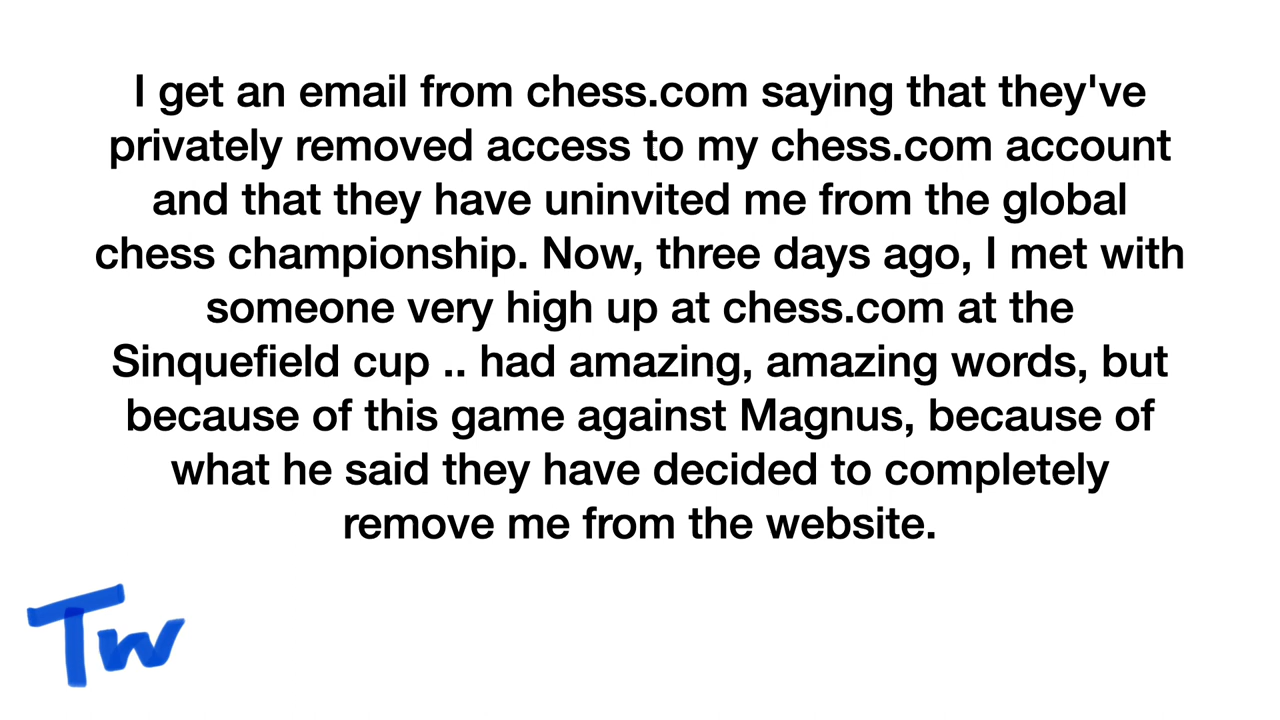 I get an email from chess.com saying that they've
privately removed access to my chess.com account
and that they have uninvited me from the global
chess championship. Now, three days ago, I met with
someone very high up at chess.com at the
Sinquefield cup .. had amazing, amazing words, but
because of this game against Magnus, because of
what he said they have decided to completely
remove me from the website.
Tw